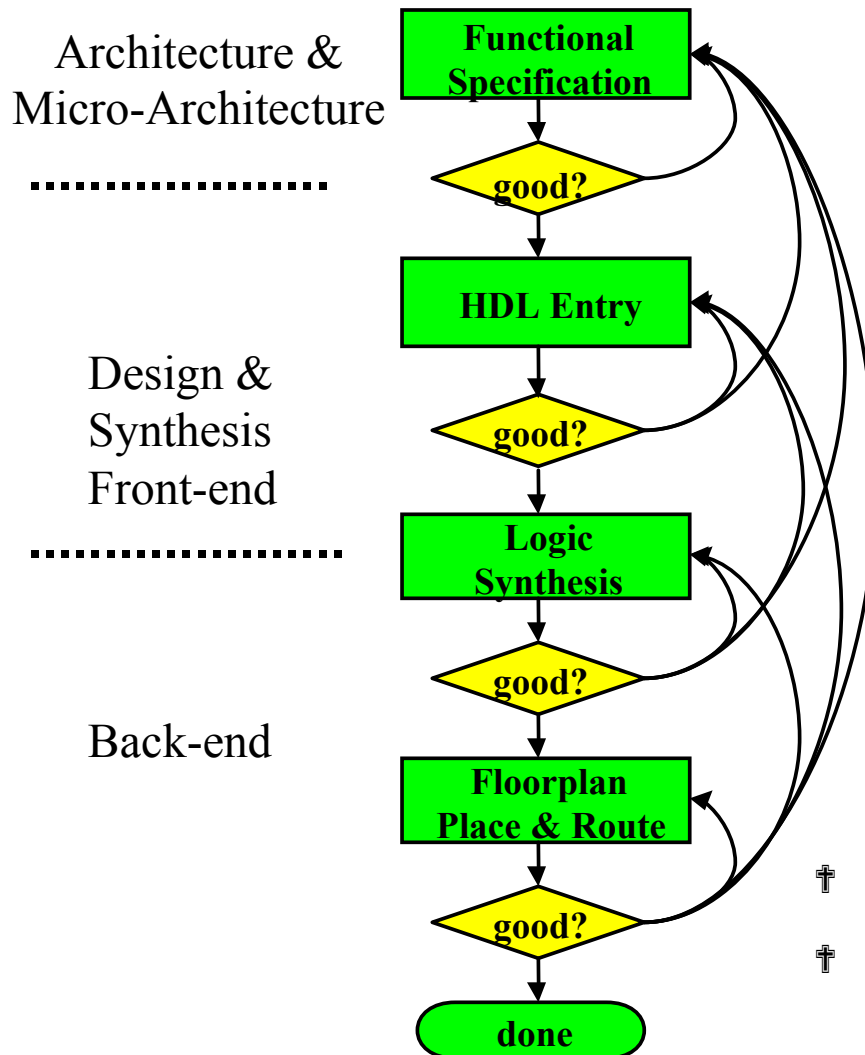 Architecture &
Micro-Architecture
Functional
Specification
good?
HDL Entry
Design &
Synthesis
Front-end
good?
Logic
Synthesis
good?
Back-end
Floorplan
Place & Route
good?
✟
✟
done